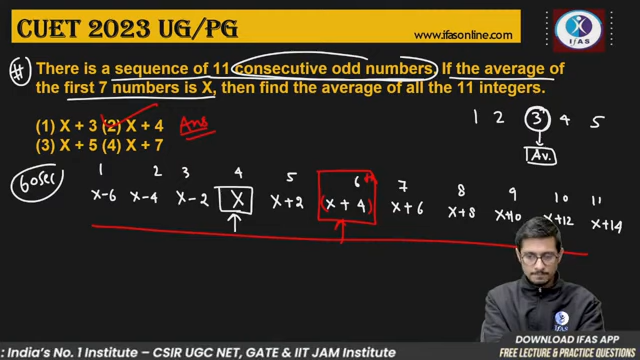 CUET 2023 UG/PG
www.ifasonline.com
iFAS
# There is a sequence of 11 consecutive odd numbers. If the average of
the first 7 numbers is X, then find the average of all the 11 integers.
(1) X + 3 (2) X + 4 Ans
(3) X + 5 (4) X + 7
1 2 3 4 5
Av.
60sec
1 2 3 4 5 6th 7 8 9 10 11
x-6 x-4 x-2 X x+2 (x+4) x+6 x+8 x+10 x+12 x+14
DOWNLOAD IFAS APP
: India's No. 1 Institute – CSIR UGC NET, GATE & IIT JAM Institute
FREE LECTURE & PRACTICE QUESTIONS